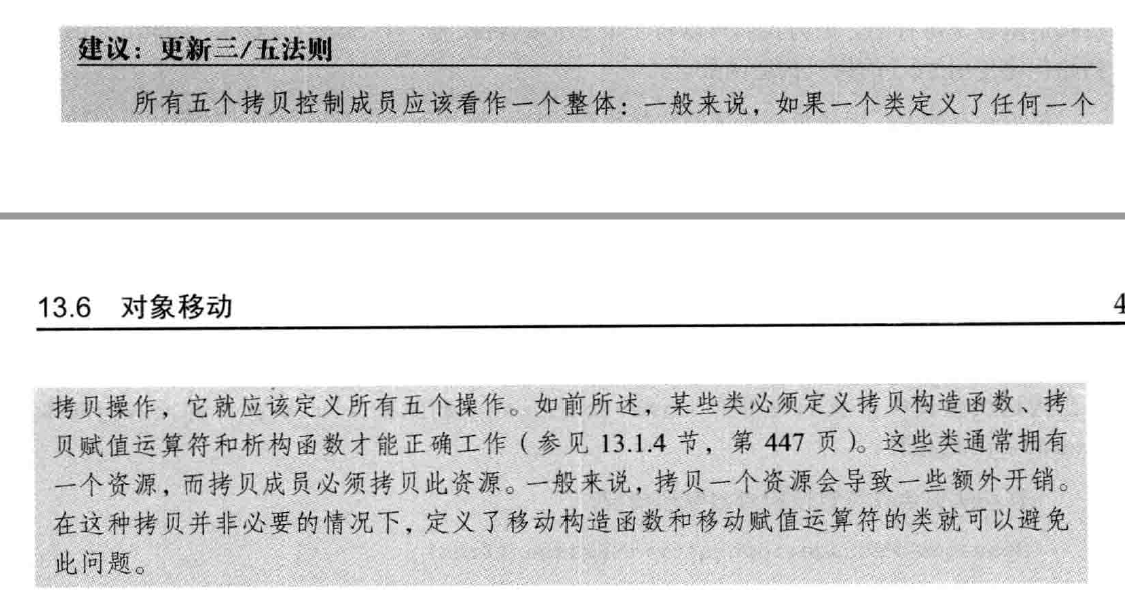 建议：更新三/五法则
所有五个拷贝控制成员应该看作一个整体：一般来说，如果一个类定义了任何一个
13.6 对象移动
4
拷贝操作，它就应该定义所有五个操作。如前所述，某些类必须定义拷贝构造函数、拷
贝赋值运算符和析构函数才能正确工作（参见 13.1.4 节，第 447 页）。这些类通常拥有
一个资源，而拷贝成员必须拷贝此资源。一般来说，拷贝一个资源会导致一些额外开销。
在这种拷贝并非必要的情况下，定义了移动构造函数和移动赋值运算符的类就可以避免
此问题。